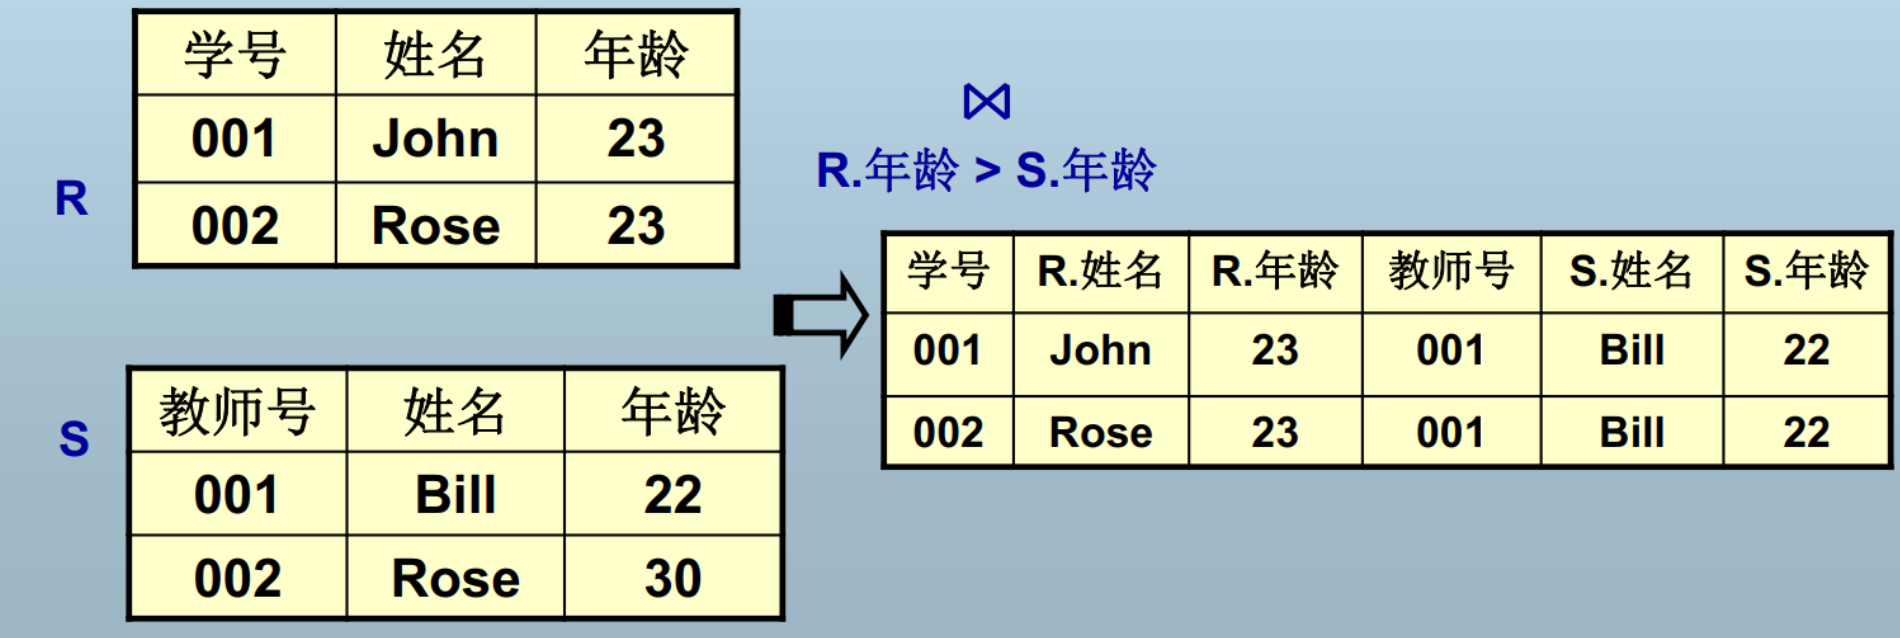 R
学号 姓名 年龄
001 John 23
002 Rose 23
S
教师号 姓名 年龄
001 Bill 22
002 Rose 30
⋈
R.年龄 > S.年龄
学号 R.姓名 R.年龄 教师号 S.姓名 S.年龄
001 John 23 001 Bill 22
002 Rose 23 001 Bill 22